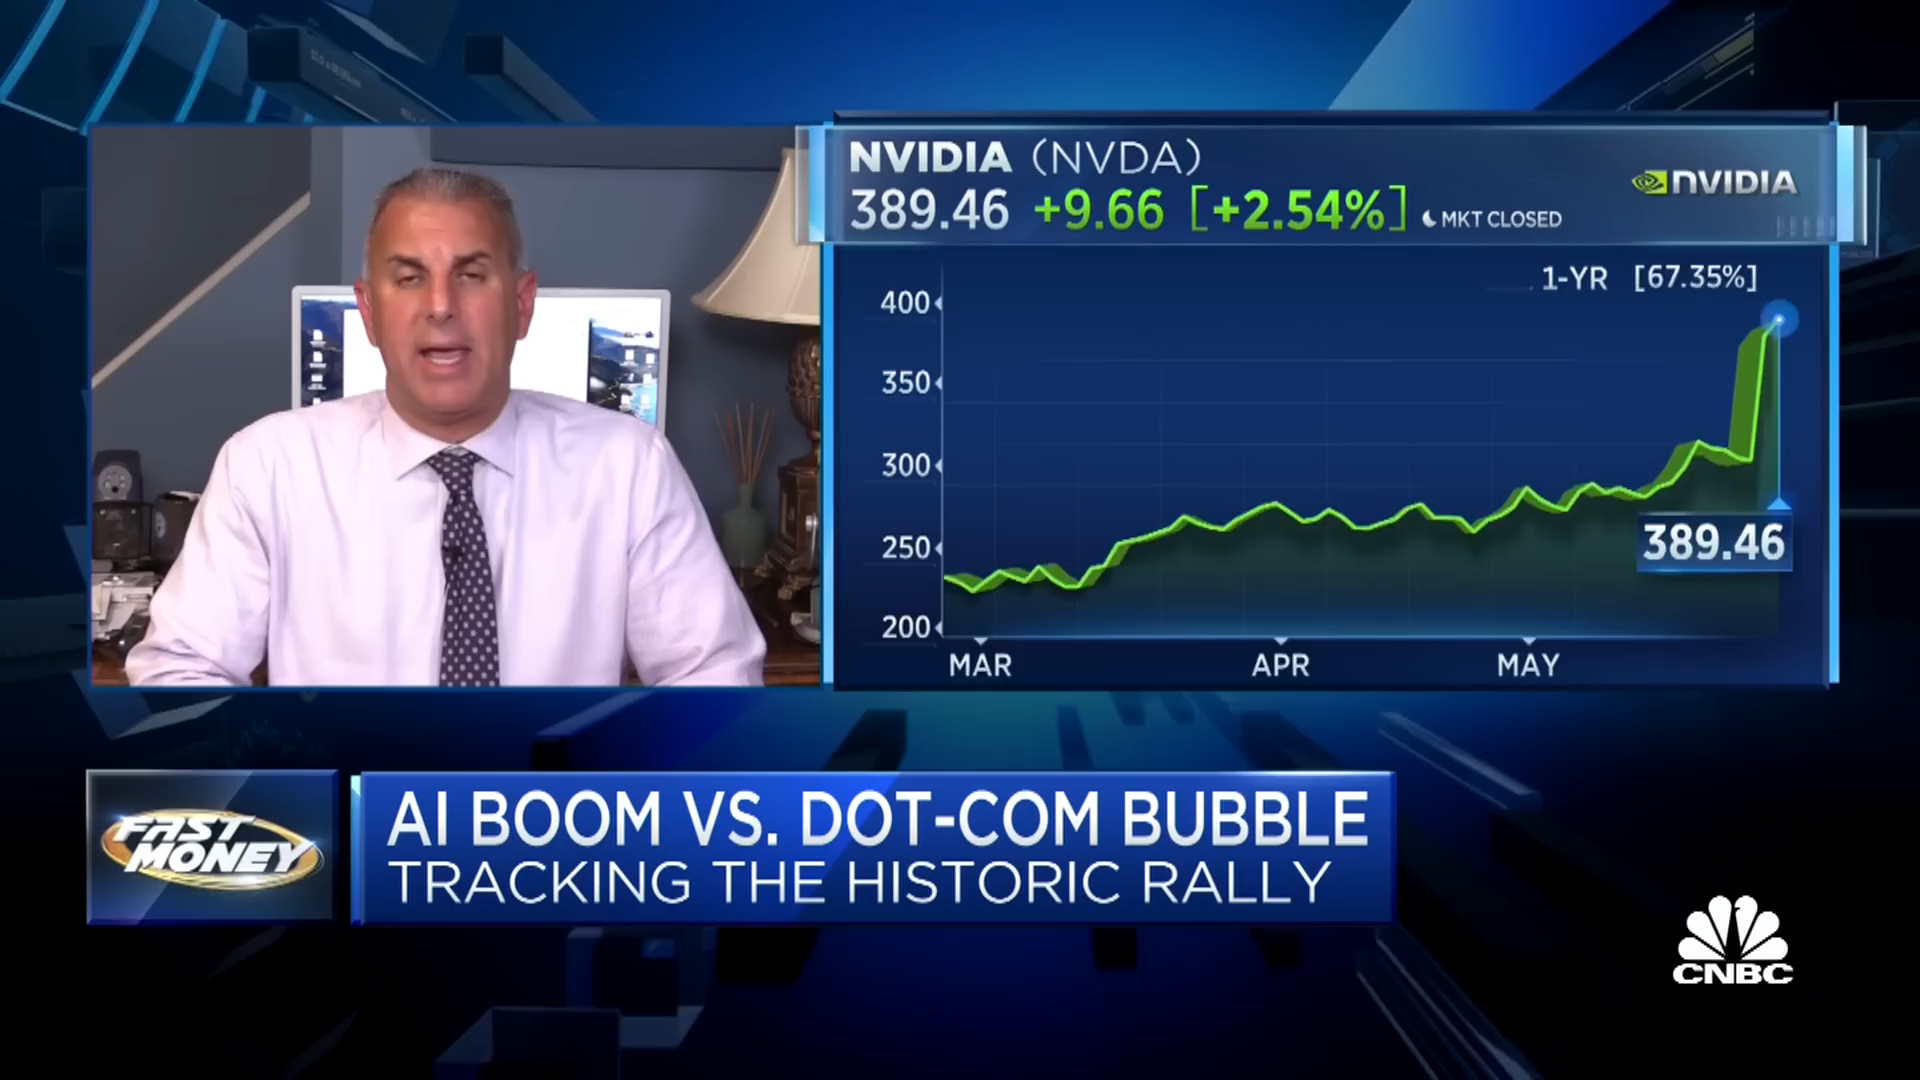 NVIDIA (NVDA)
389.46 +9.66 [+2.54%] MKT CLOSED
NVIDIA
1-YR [67.35%]
400
350
300
250
200
389.46
MAR APR MAY
FAST
MONEY
AI BOOM VS. DOT-COM BUBBLE
TRACKING THE HISTORIC RALLY
CNBC